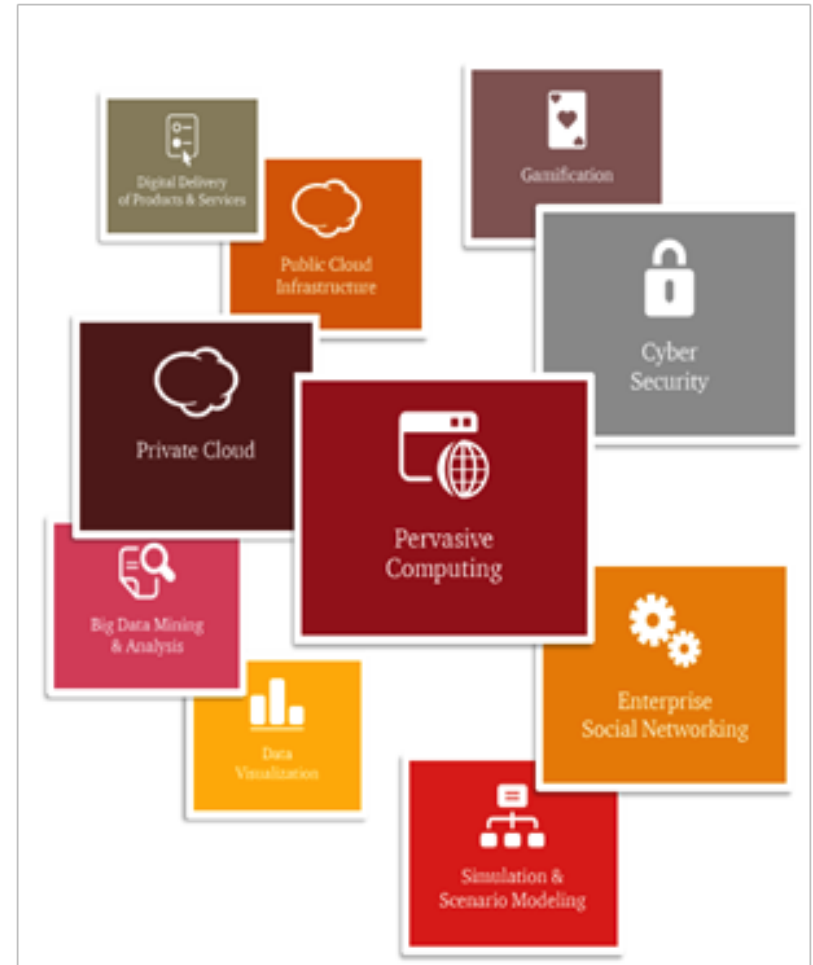 Digital Delivery
of Products & Services
Gamification
Public Cloud
Infrastructure
Cyber
Security
Private Cloud
Pervasive
Computing
Big Data Mining
& Analysis
Enterprise
Social Networking
Data
Visualization
Simulation &
Scenario Modeling